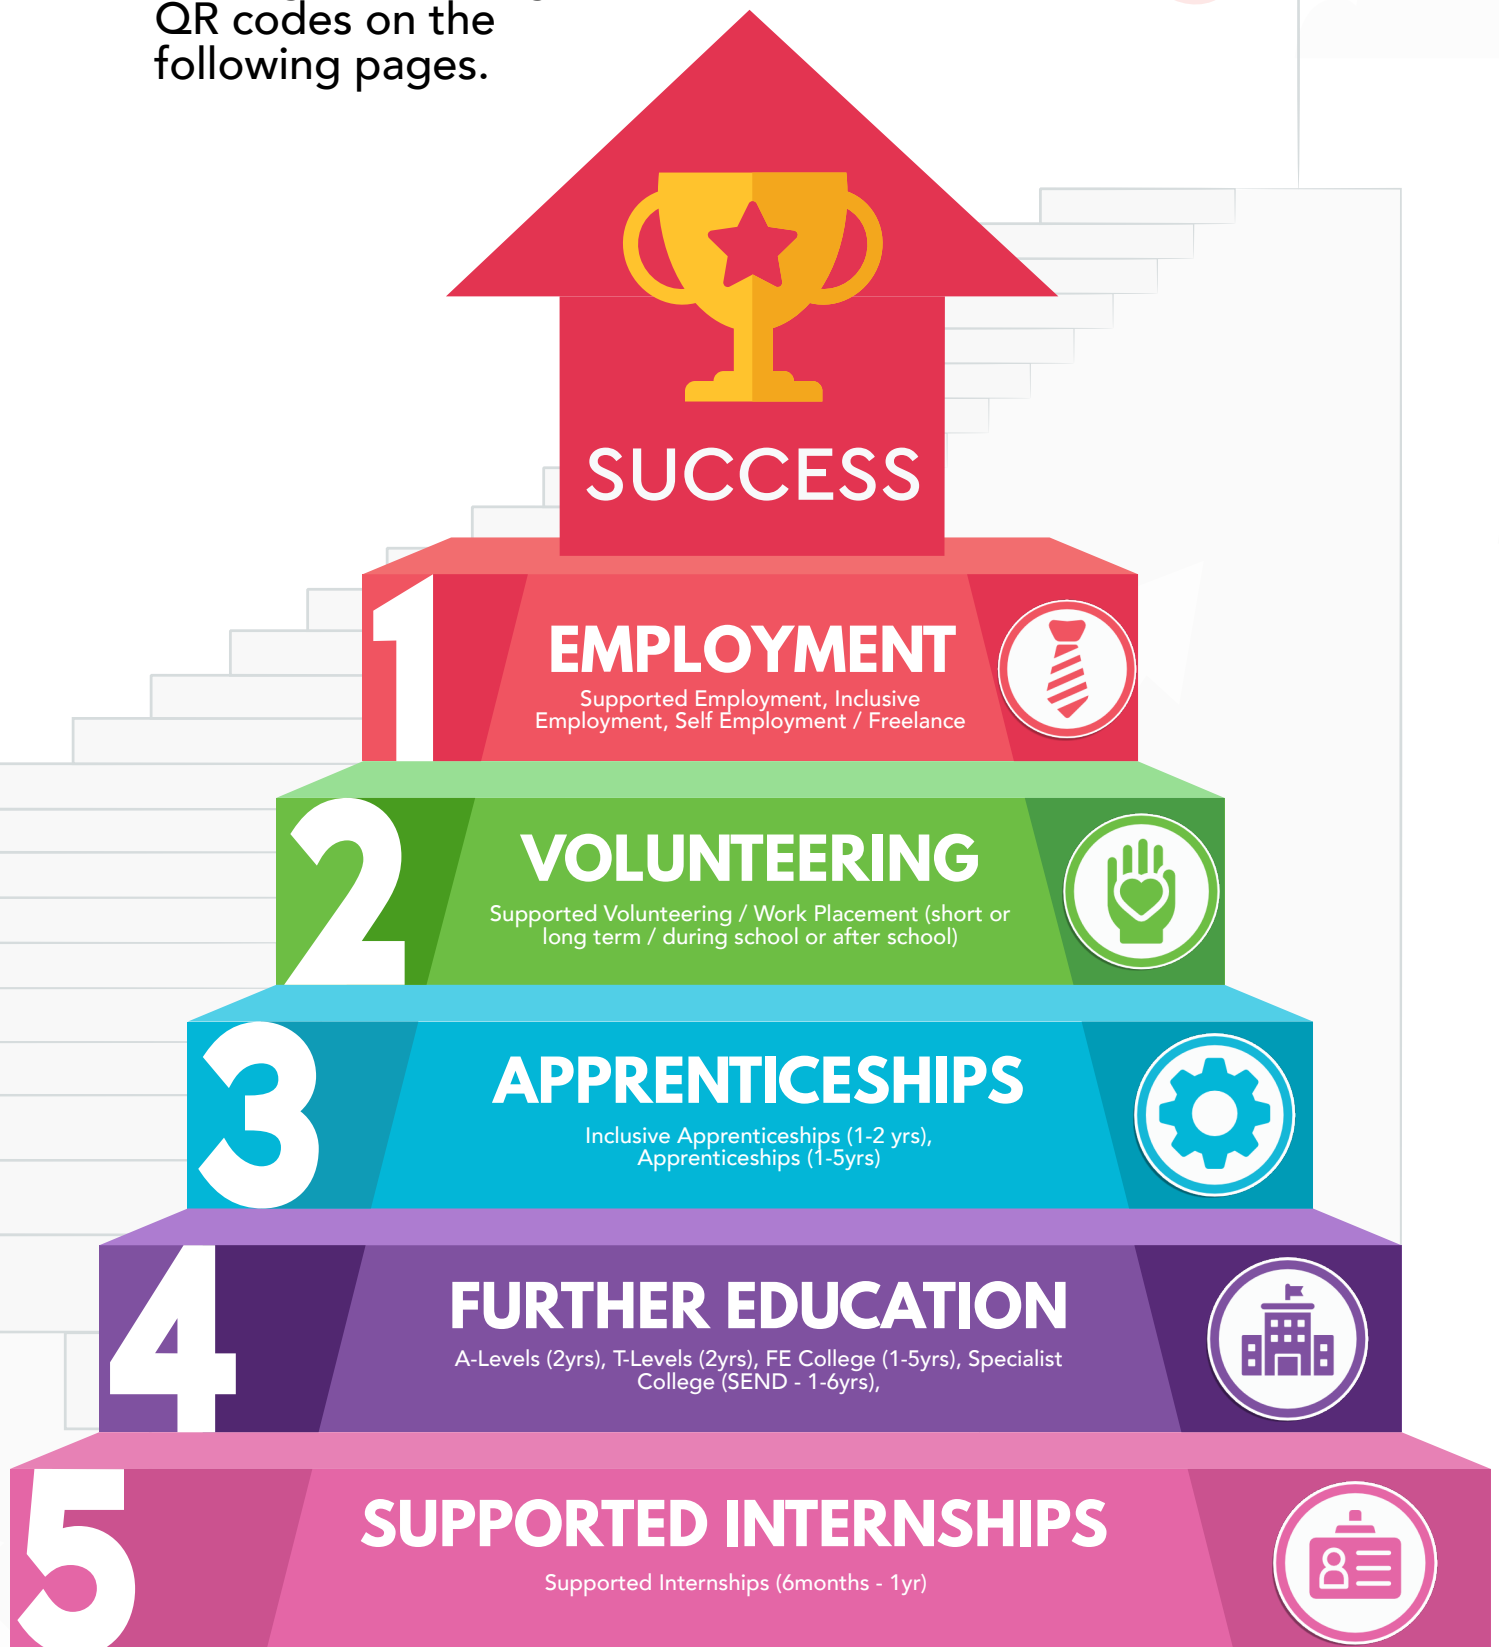 QR codes on the
following pages.
SUCCESS
1
EMPLOYMENT
Supported Employment, Inclusive
Employment, Self Employment / Freelance
2
VOLUNTEERING
Supported Volunteering / Work Placement (short or
long term / during school or after school)
3
APPRENTICESHIPS
Inclusive Apprenticeships (1-2 yrs),
Apprenticeships (1-5yrs)
4
FURTHER EDUCATION
A-Levels (2yrs), T-Levels (2yrs), FE College (1-5yrs), Specialist
College (SEND - 1-6yrs),
5
SUPPORTED INTERNSHIPS
Supported Internships (6months - 1yr)